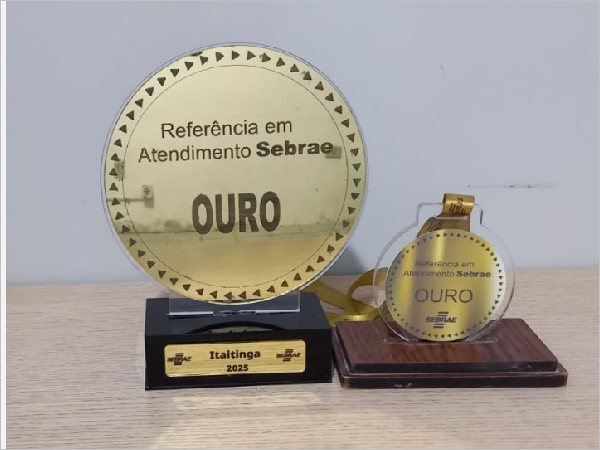 Referência em
Atendimento Sebrae
OURO
SEBRAE
Itaitinga
SEBRAE
2025
Referência em
Atendimento Sebrae
OURO
SEBRAE